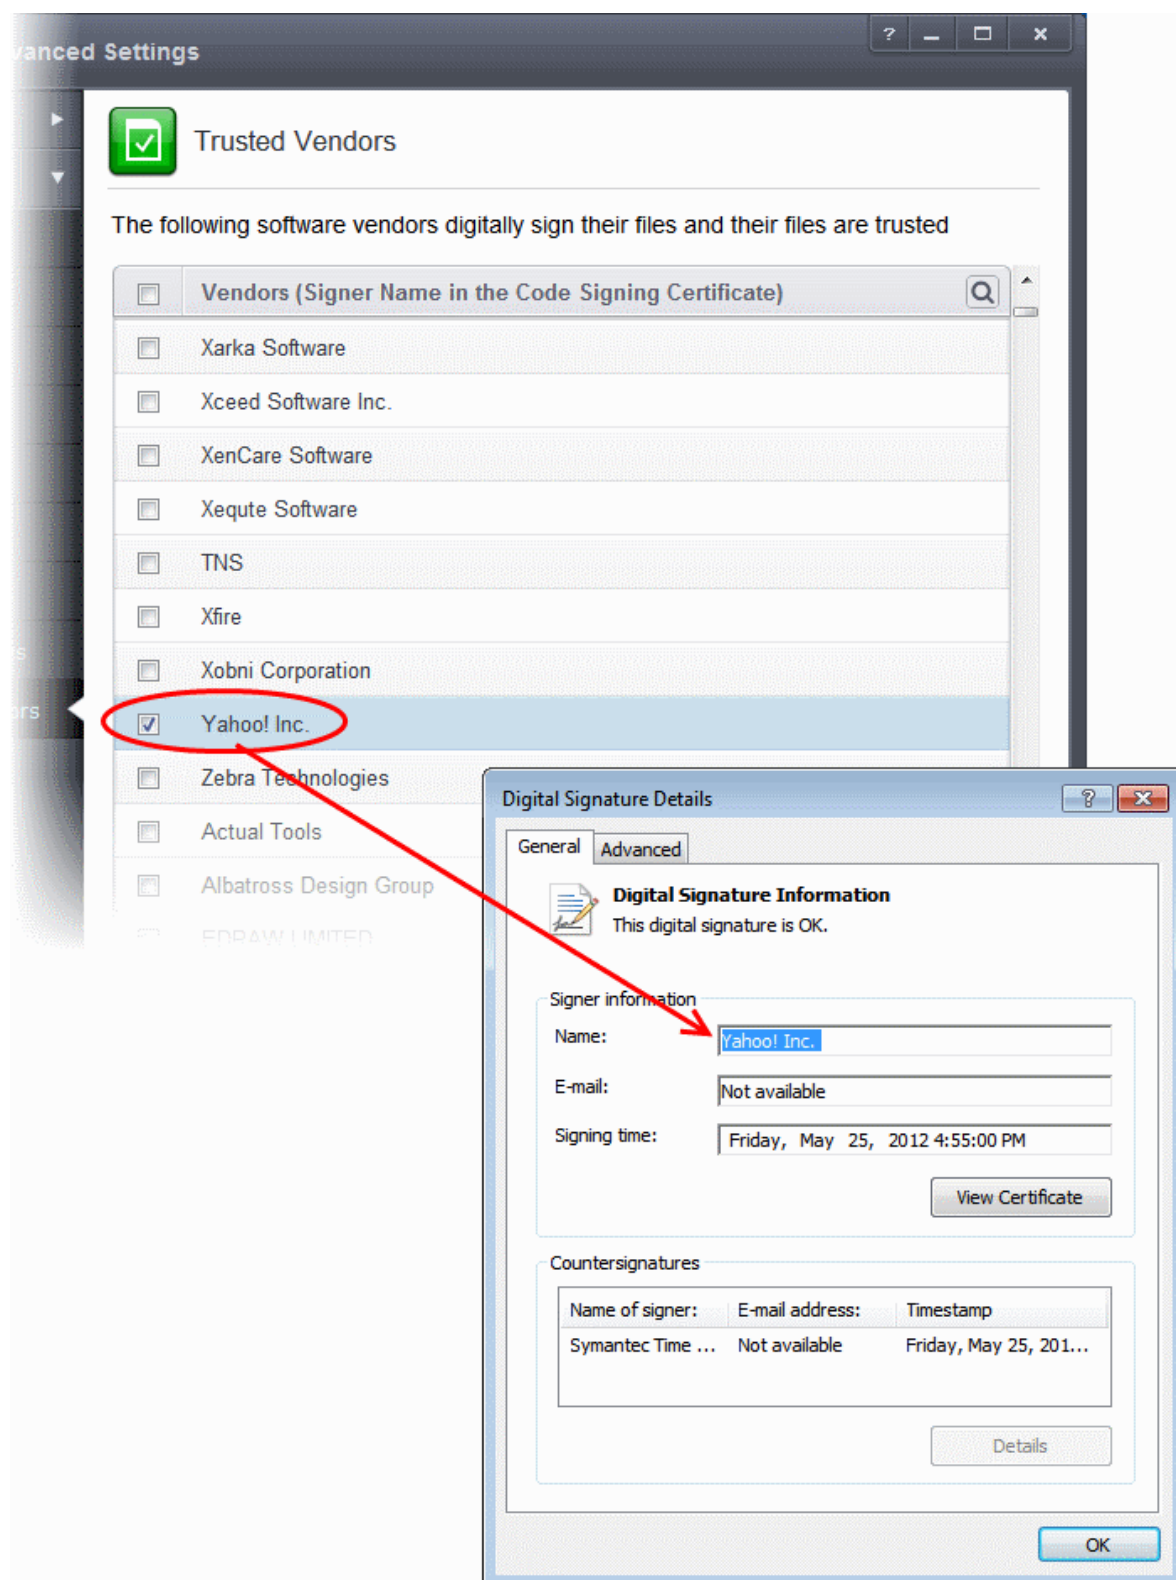 Advanced Settings
?
Trusted Vendors
The following software vendors digitally sign their files and their files are trusted
Vendors (Signer Name in the Code Signing Certificate)
Xarka Software
Xceed Software Inc.
XenCare Software
Xequte Software
TNS
Xfire
Xobni Corporation
Yahoo! Inc.
Zebra Technologies
Actual Tools
Albatross Design Group
EDRAW LIMITED
Digital Signature Details
?
General Advanced
Digital Signature Information
This digital signature is OK.
Signer information
Name: Yahoo! Inc.
E-mail: Not available
Signing time: Friday, May 25, 2012 4:55:00 PM
View Certificate
Countersignatures
Name of signer: E-mail address: Timestamp
Symantec Time ... Not available Friday, May 25, 201...
Details
OK